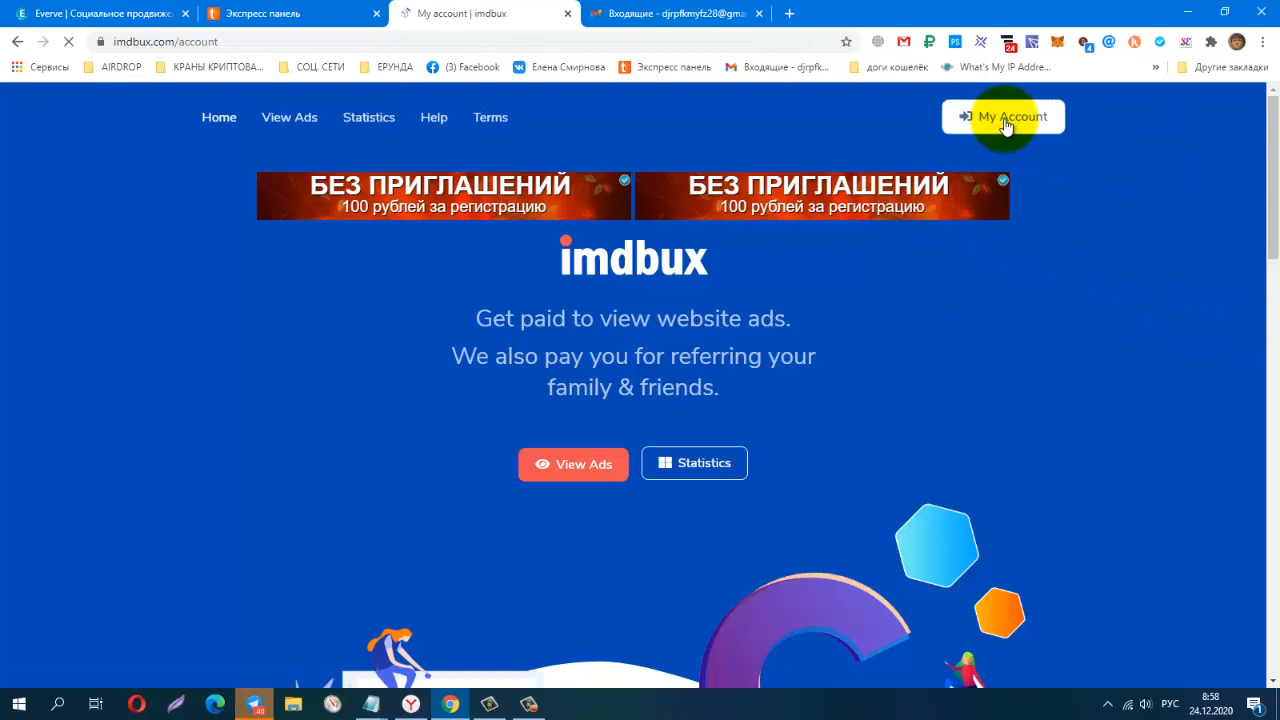 Everve | Социальное продвиже
Экспресс панель
My account | imdbux
Входящие - djrpfkmyfz28@gma
imdbux.com/account
24
4
Сервисы
AIRDROP
КРАНЫ КРИПТОВА...
СОЦ. СЕТИ
ЕРУНДА
(3) Facebook
Елена Смирнова
Экспресс панель
Входящие - djrpfk...
доги кошелёк
What's My IP Addre...
»
Другие закладки
Home
View Ads
Statistics
Help
Terms
My Account
БЕЗ ПРИГЛАШЕНИЙ
100 рублей за регистрацию
БЕЗ ПРИГЛАШЕНИЙ
100 рублей за регистрацию
imdbux
Get paid to view website ads.
We also pay you for referring your
family & friends.
View Ads
Statistics
40
РУС
8:58
24.12.2020
1